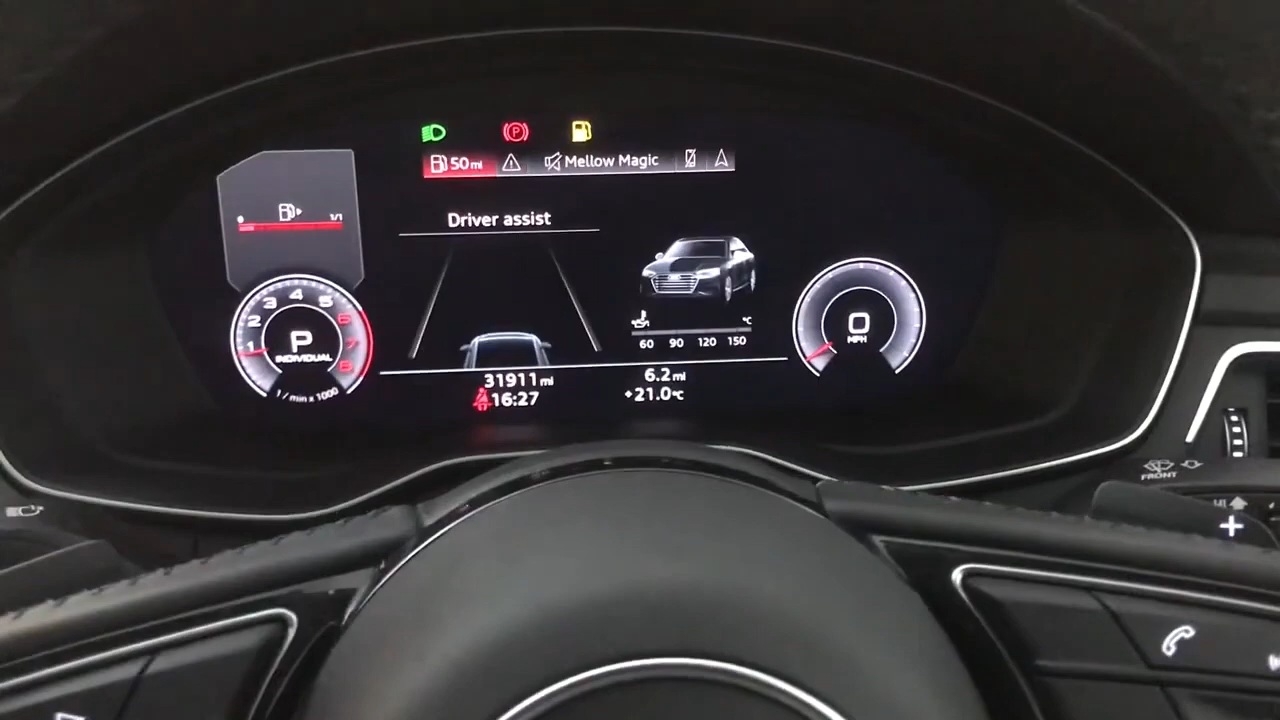 50 mi
Mellow Magic
Driver assist
0 1/1
1 2 3 4 5 6 7 8
P
INDIVIDUAL
1 / min x 1000
°C
60 90 120 150
0
MPH
31911 mi
6.2 mi
16:27
+21.0°C
FRONT
+